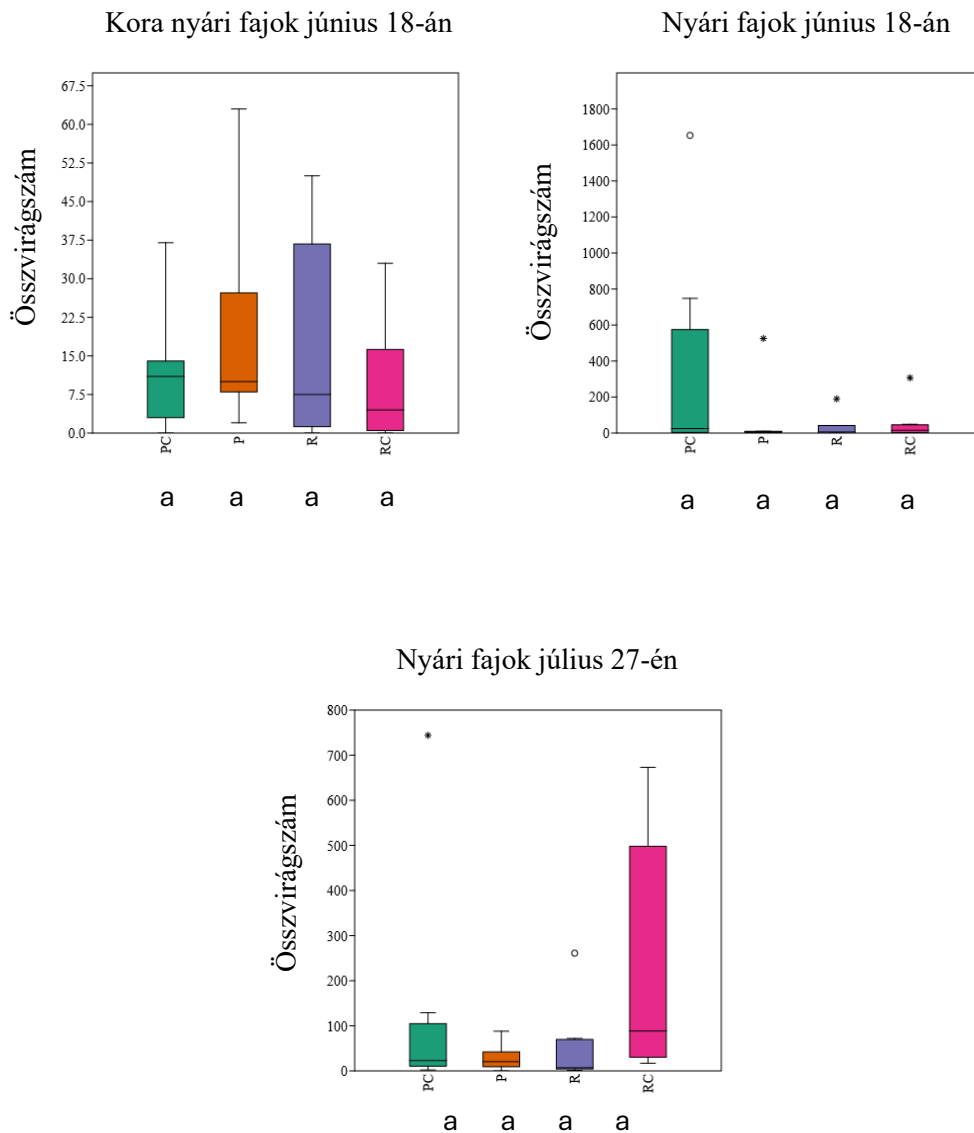 Kora nyári fajok június 18-án
Összvirágszám
67.5
60.0
52.5
45.0
37.5
30.0
22.5
15.0
7.5
0.0
PC P R RC
a a a a
Nyári fajok június 18-án
Összvirágszám
1800
1600
1400
1200
1000
800
600
400
200
0
PC P R RC
a a a a
Nyári fajok július 27-én
Összvirágszám
800
700
600
500
400
300
200
100
0
PC P R RC
a a a a